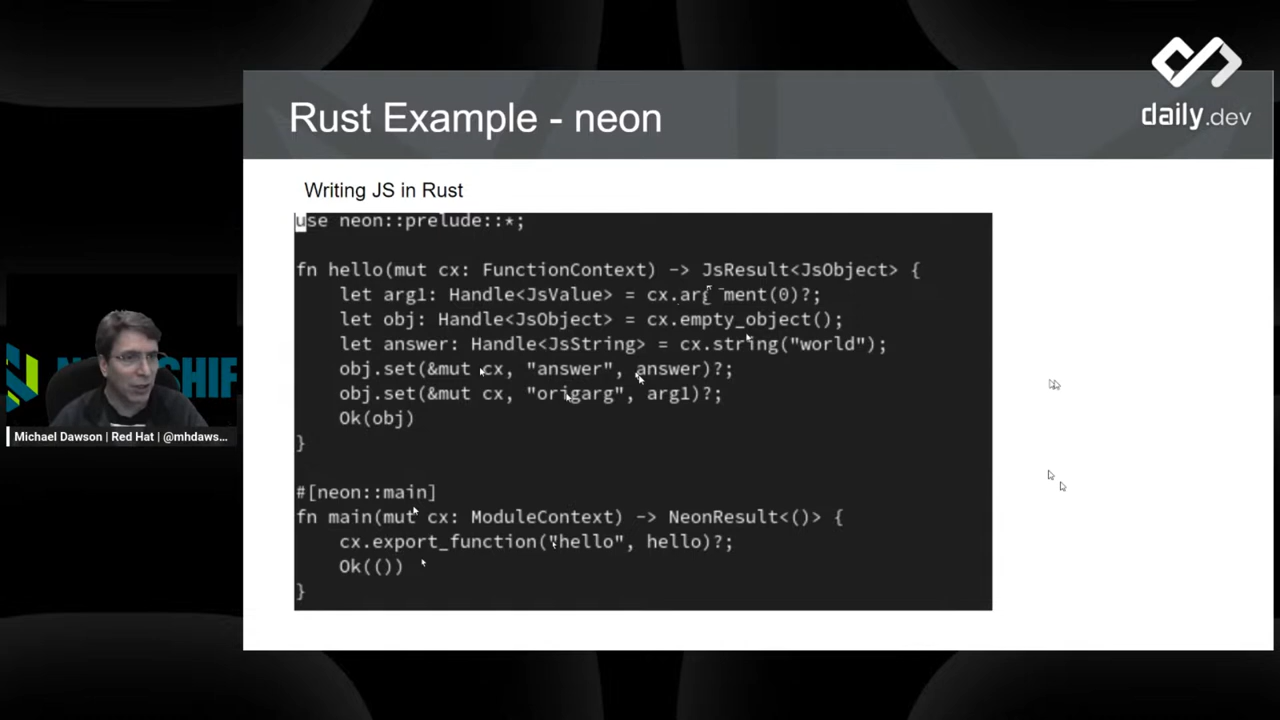 daily.dev
Rust Example - neon
Writing JS in Rust
use neon::prelude::*;
fn hello(mut cx: FunctionContext) -> JsResult<JsObject> {
let arg1: Handle<JsValue> = cx.argument(0)?;
let obj: Handle<JsObject> = cx.empty_object();
let answer: Handle<JsString> = cx.string("world");
obj.set(&mut cx, "answer", answer)?;
obj.set(&mut cx, "origarg", arg1)?;
Ok(obj)
}
#[neon::main]
fn main(mut cx: ModuleContext) -> NeonResult<()> {
cx.export_function("hello", hello)?;
Ok(())
}
Michael Dawson | Red Hat | @mhdaws...